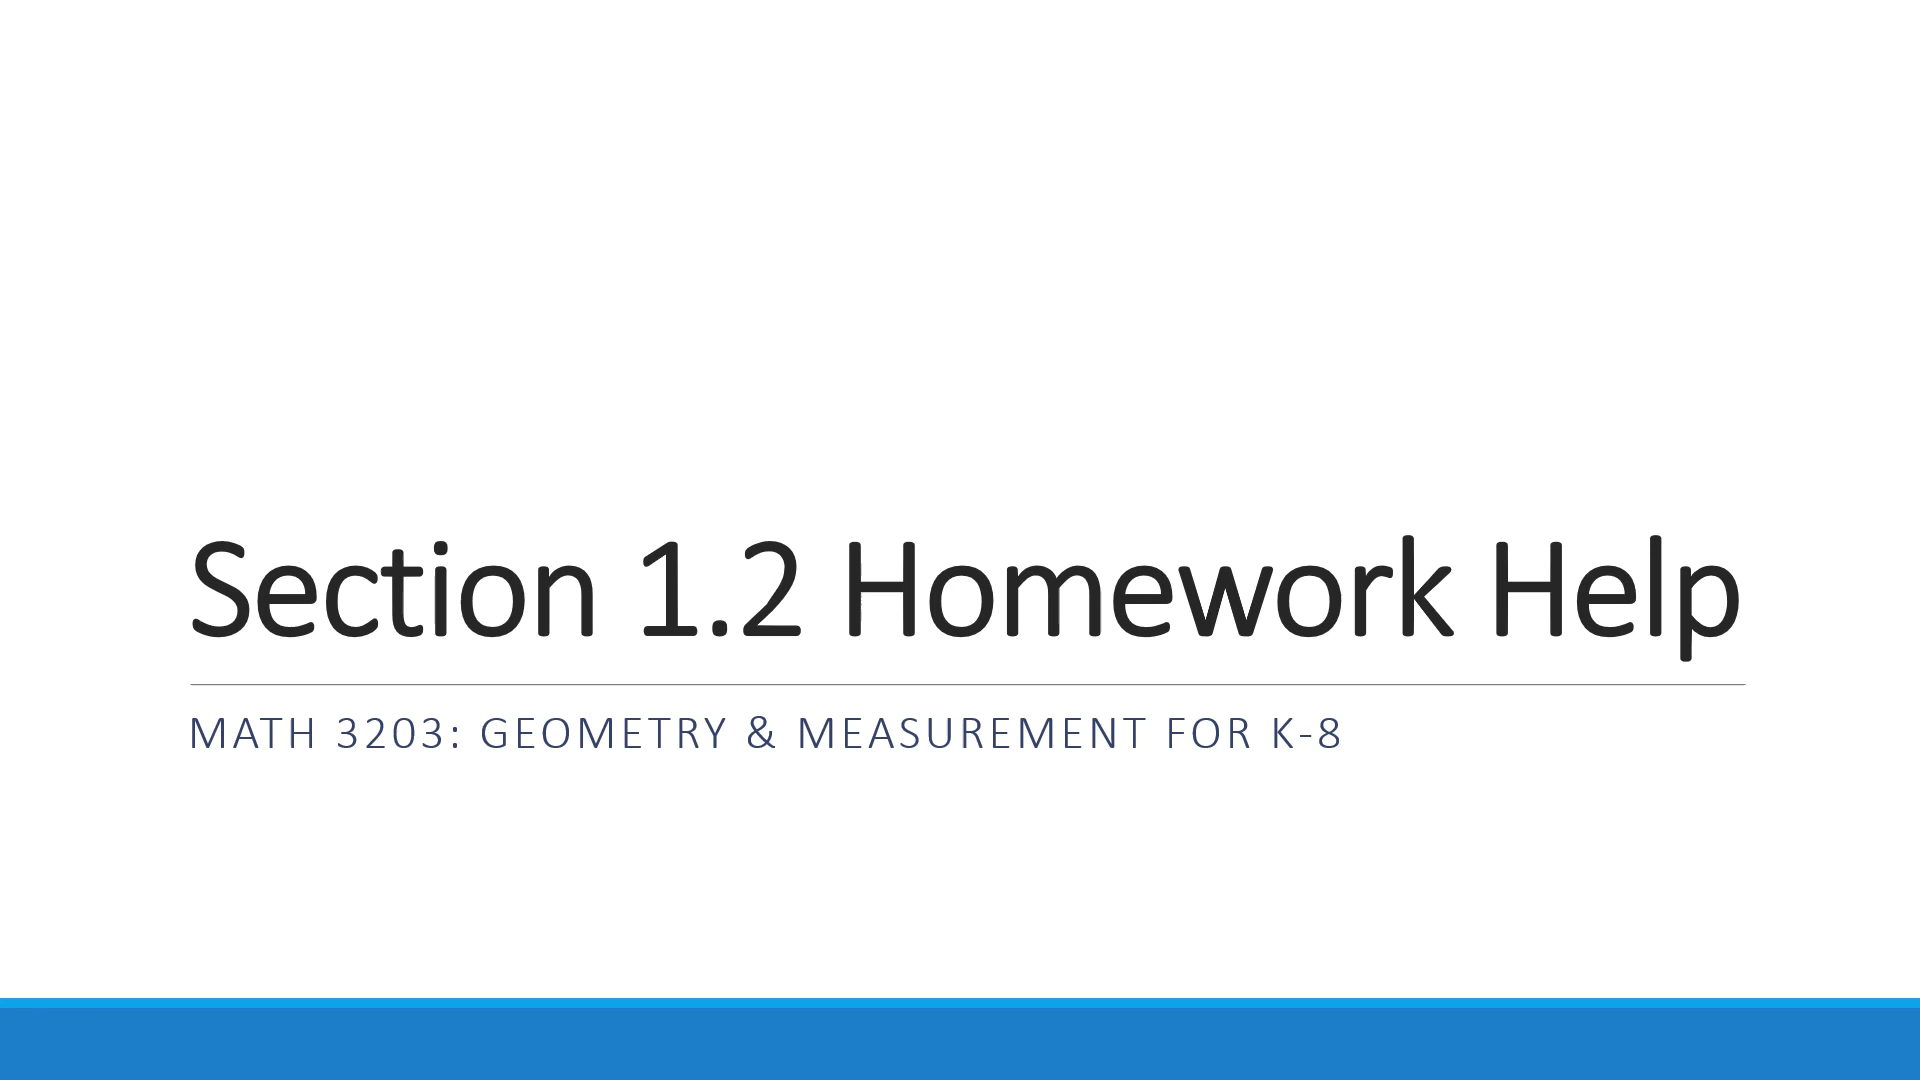 Section 1.2 Homework Help
MATH 3203: GEOMETRY & MEASUREMENT FOR K-8